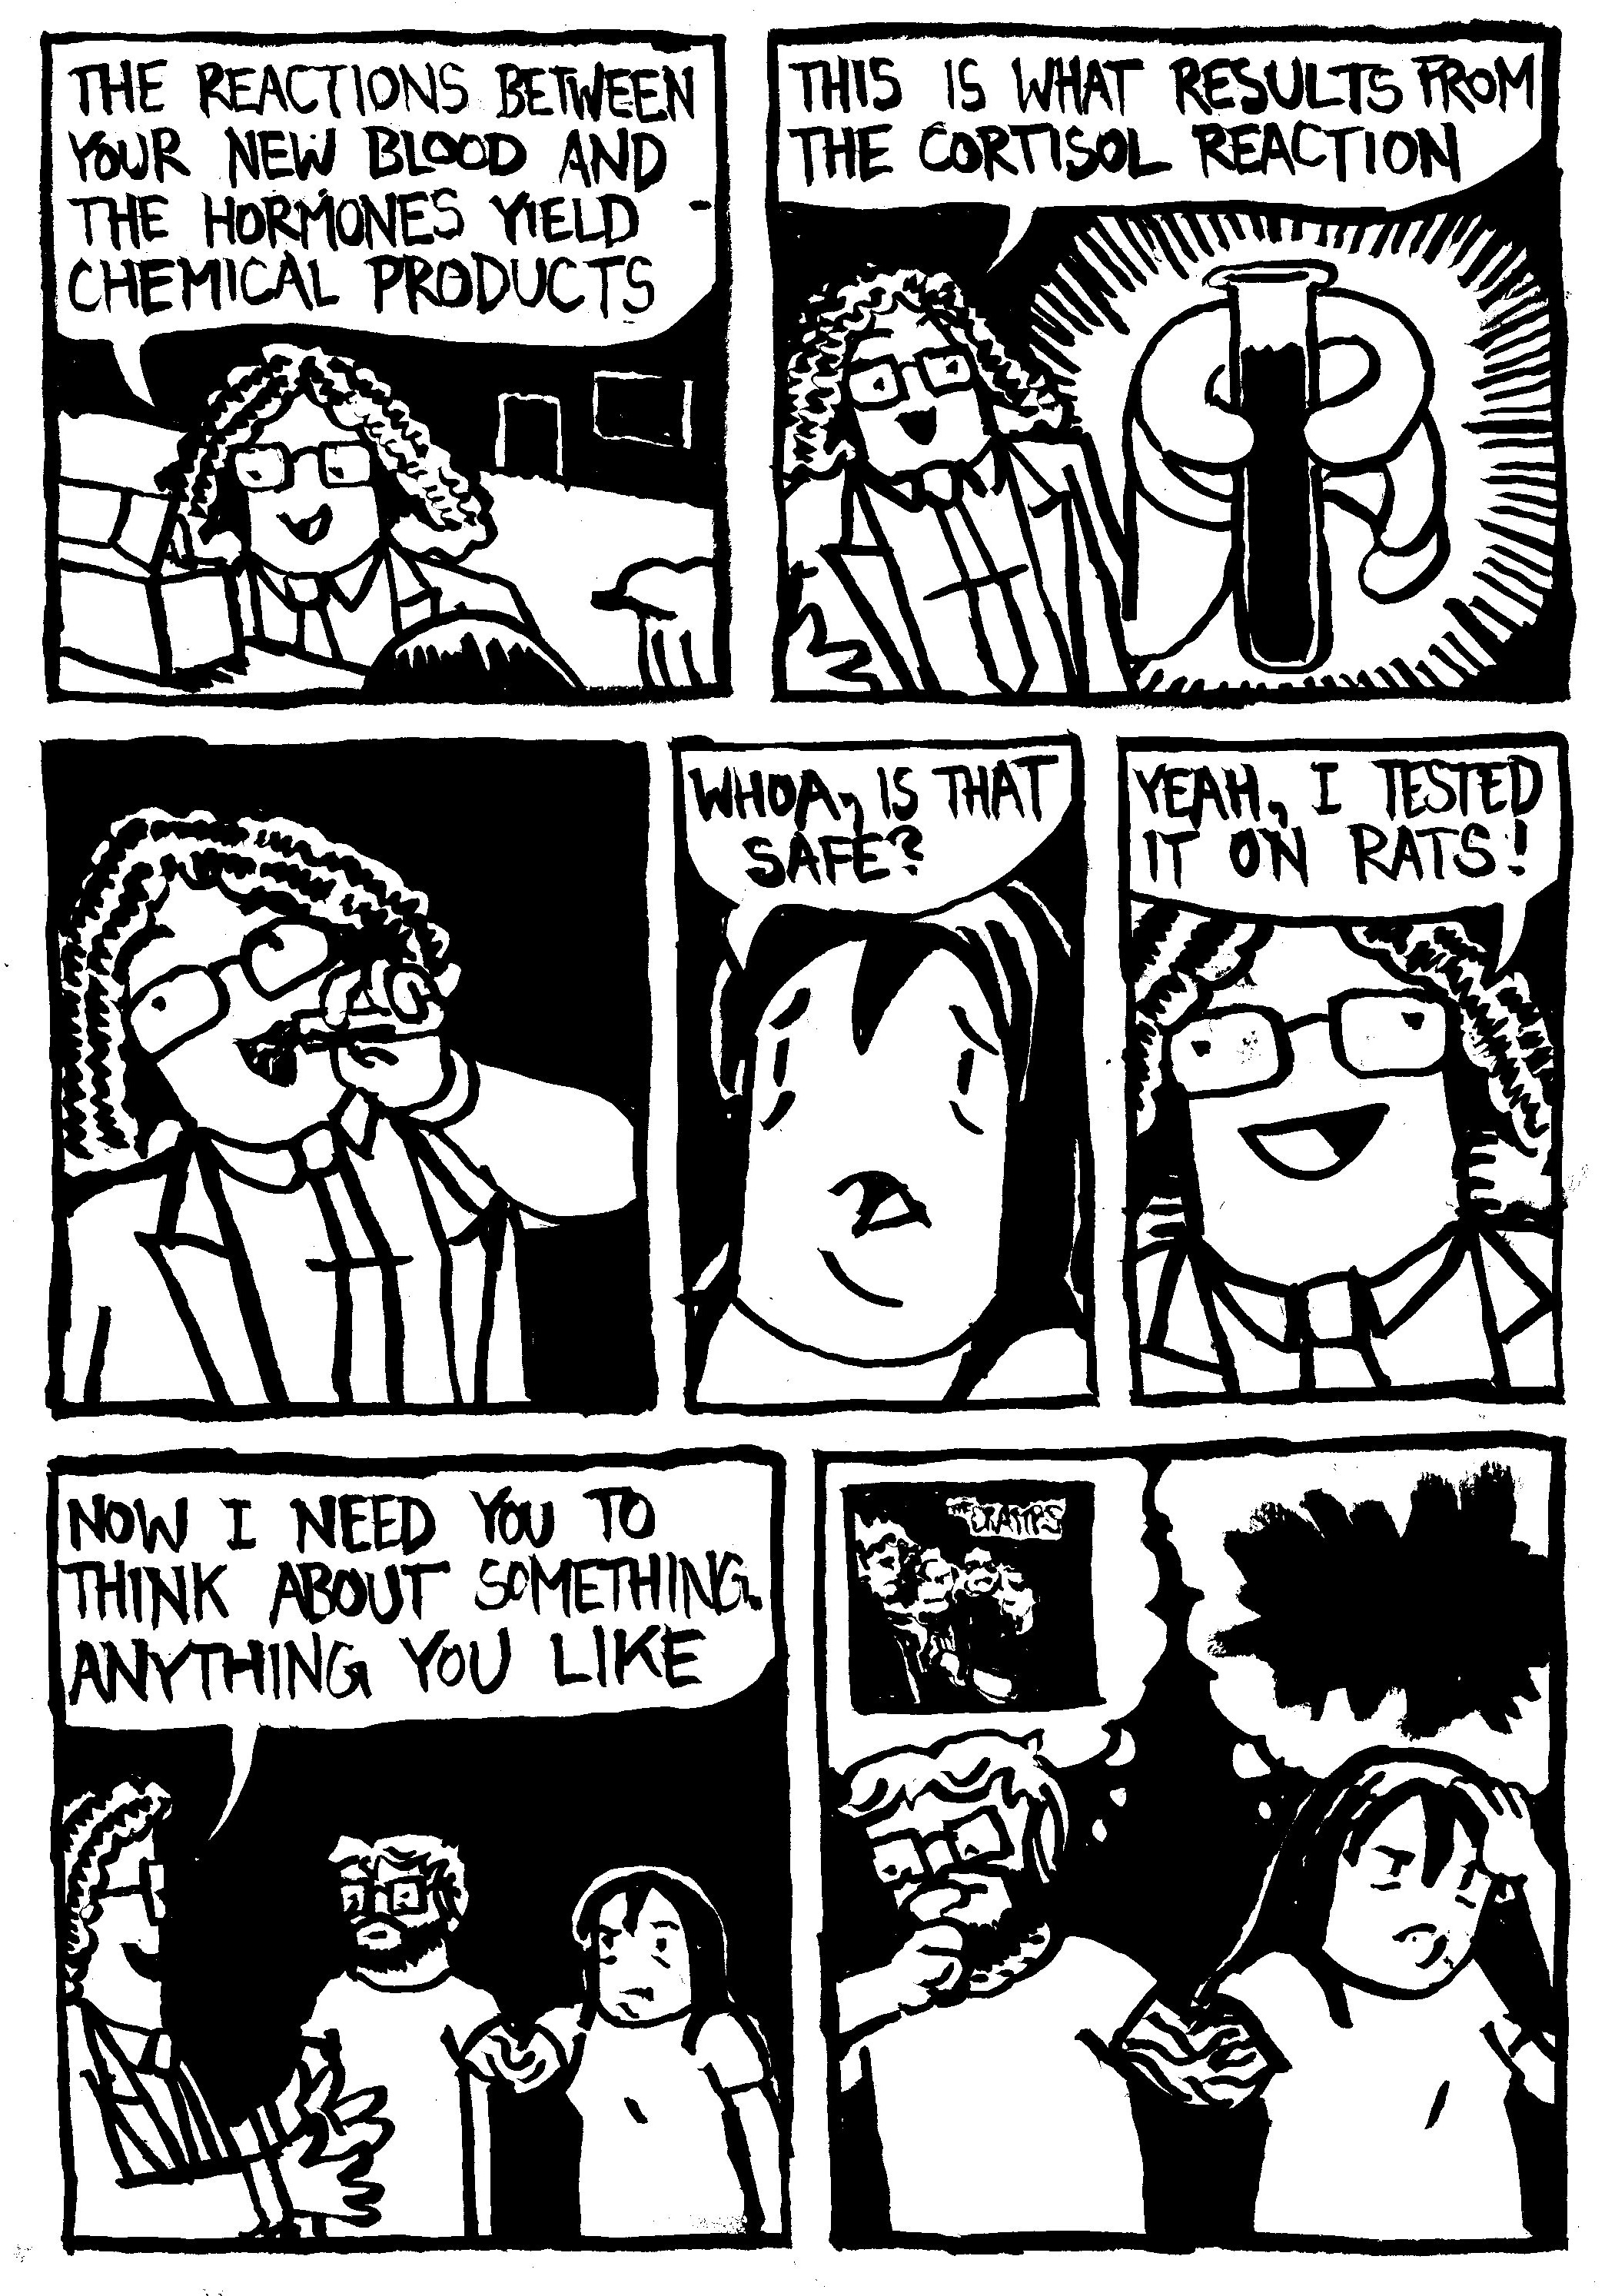 THE REACTIONS BETWEEN
YOUR NEW BLOOD AND
THE HORMONES YIELD
CHEMICAL PRODUCTS
THIS IS WHAT RESULTS FROM
THE CORTISOL REACTION
WHOA, IS THAT
SAFE?
YEAH, I TESTED
IT ON RATS!
NOW I NEED YOU TO
THINK ABOUT SOMETHING.
ANYTHING YOU LIKE
THE CRAMPS